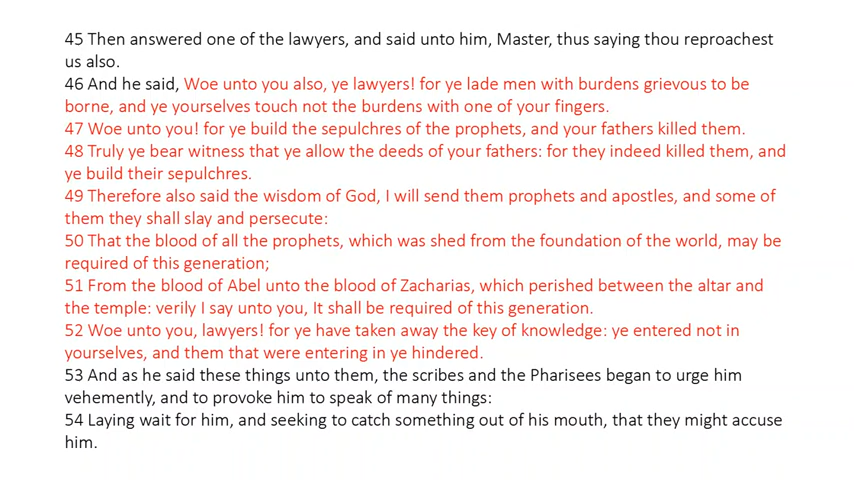 45 Then answered one of the lawyers, and said unto him, Master, thus saying thou reproachest
us also.
46 And he said, Woe unto you also, ye lawyers! for ye lade men with burdens grievous to be
borne, and ye yourselves touch not the burdens with one of your fingers.
47 Woe unto you! for ye build the sepulchres of the prophets, and your fathers killed them.
48 Truly ye bear witness that ye allow the deeds of your fathers: for they indeed killed them, and
ye build their sepulchres.
49 Therefore also said the wisdom of God, I will send them prophets and apostles, and some of
them they shall slay and persecute:
50 That the blood of all the prophets, which was shed from the foundation of the world, may be
required of this generation;
51 From the blood of Abel unto the blood of Zacharias, which perished between the altar and
the temple: verily I say unto you, It shall be required of this generation.
52 Woe unto you, lawyers! for ye have taken away the key of knowledge: ye entered not in
yourselves, and them that were entering in ye hindered.
53 And as he said these things unto them, the scribes and the Pharisees began to urge him
vehemently, and to provoke him to speak of many things:
54 Laying wait for him, and seeking to catch something out of his mouth, that they might accuse
him.